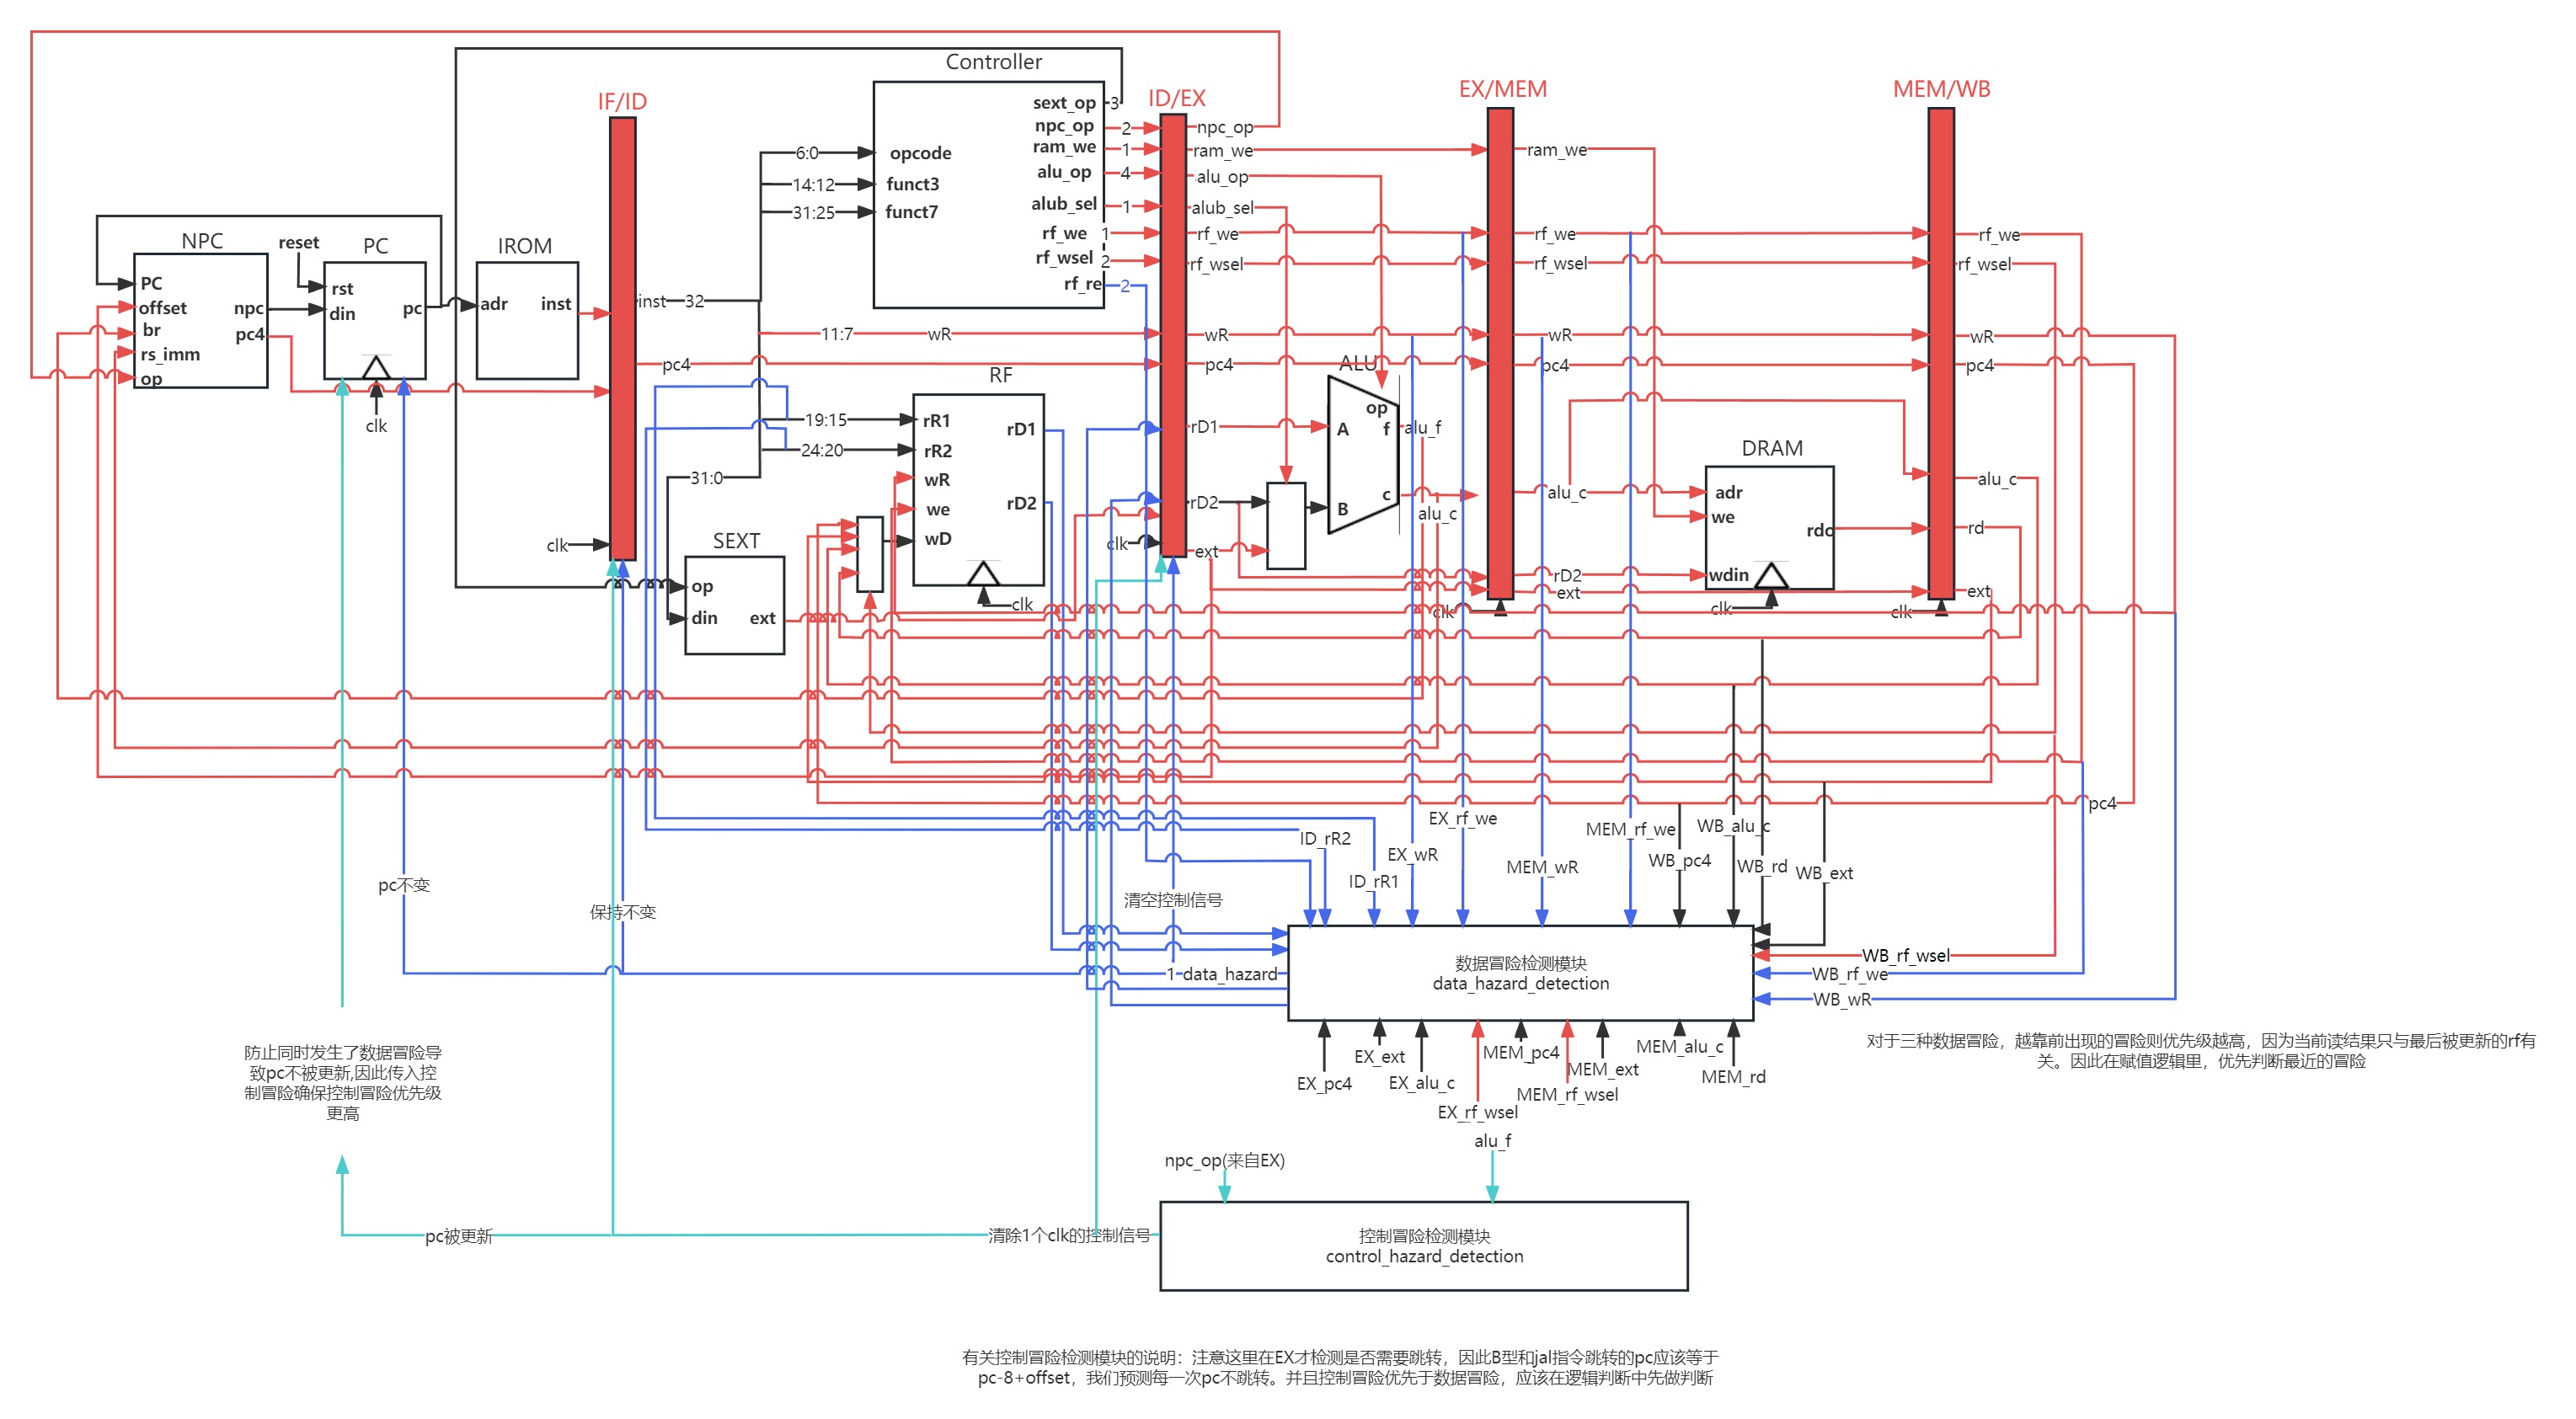 Controller
IF/ID
ID/EX
EX/MEM
MEM/WB
sext_op
3
npc_op
2
npc_op
ram_we
1
ram_we
ram_we
6:0
opcode
alu_op
4
alu_op
14:12
funct3
alub_sel
1
alub_sel
31:25
funct7
rf_we
1
rf_we
rf_we
rf_we
rf_wsel
2
rf_wsel
rf_wsel
rf_wsel
rf_re
2
NPC
reset
PC
IROM
PC
offset
br
rs_imm
op
npc
pc4
rst
din
pc
clk
adr
inst
inst
32
11:7
wR
wR
wR
wR
pc4
pc4
pc4
pc4
ALU
RF
19:15
rR1
24:20
rR2
wR
we
wD
rD1
rD2
clk
31:0
rD1
A
op
f
alu_f
rD2
B
c
alu_c
alu_c
DRAM
adr
we
rdo
wdin
clk
alu_c
rd
ext
clk
SEXT
op
din
ext
clk
clk
ext
rD2
ext
clk
pc4
EX_rf_we
MEM_rf_we
WB_alu_c
ID_rR2
EX_wR
MEM_wR
WB_pc4
WB_rd
WB_ext
ID_rR1
pc不变
保持不变
清空控制信号
1
data_hazard
数据冒险检测模块
data_hazard_detection
WB_rf_wsel
WB_rf_we
WB_wR
EX_pc4
EX_ext
EX_alu_c
EX_rf_wsel
MEM_pc4
MEM_rf_wsel
MEM_ext
MEM_alu_c
MEM_rd
对于三种数据冒险，越靠前出现的冒险则优先级越高，因为当前读结果只与最后被更新的rf有
关。因此在赋值逻辑里，优先判断最近的冒险
防止同时发生了数据冒险导
致pc不被更新,因此传入控
制冒险确保控制冒险优先级
更高
alu_f
npc_op(来自EX)
pc被更新
清除1个clk的控制信号
控制冒险检测模块
control_hazard_detection
有关控制冒险检测模块的说明：注意这里在EX才检测是否需要跳转，因此B型和jal指令跳转的pc应该等于
pc-8+offset，我们预测每一次pc不跳转。并且控制冒险优先于数据冒险，应该在逻辑判断中先做判断